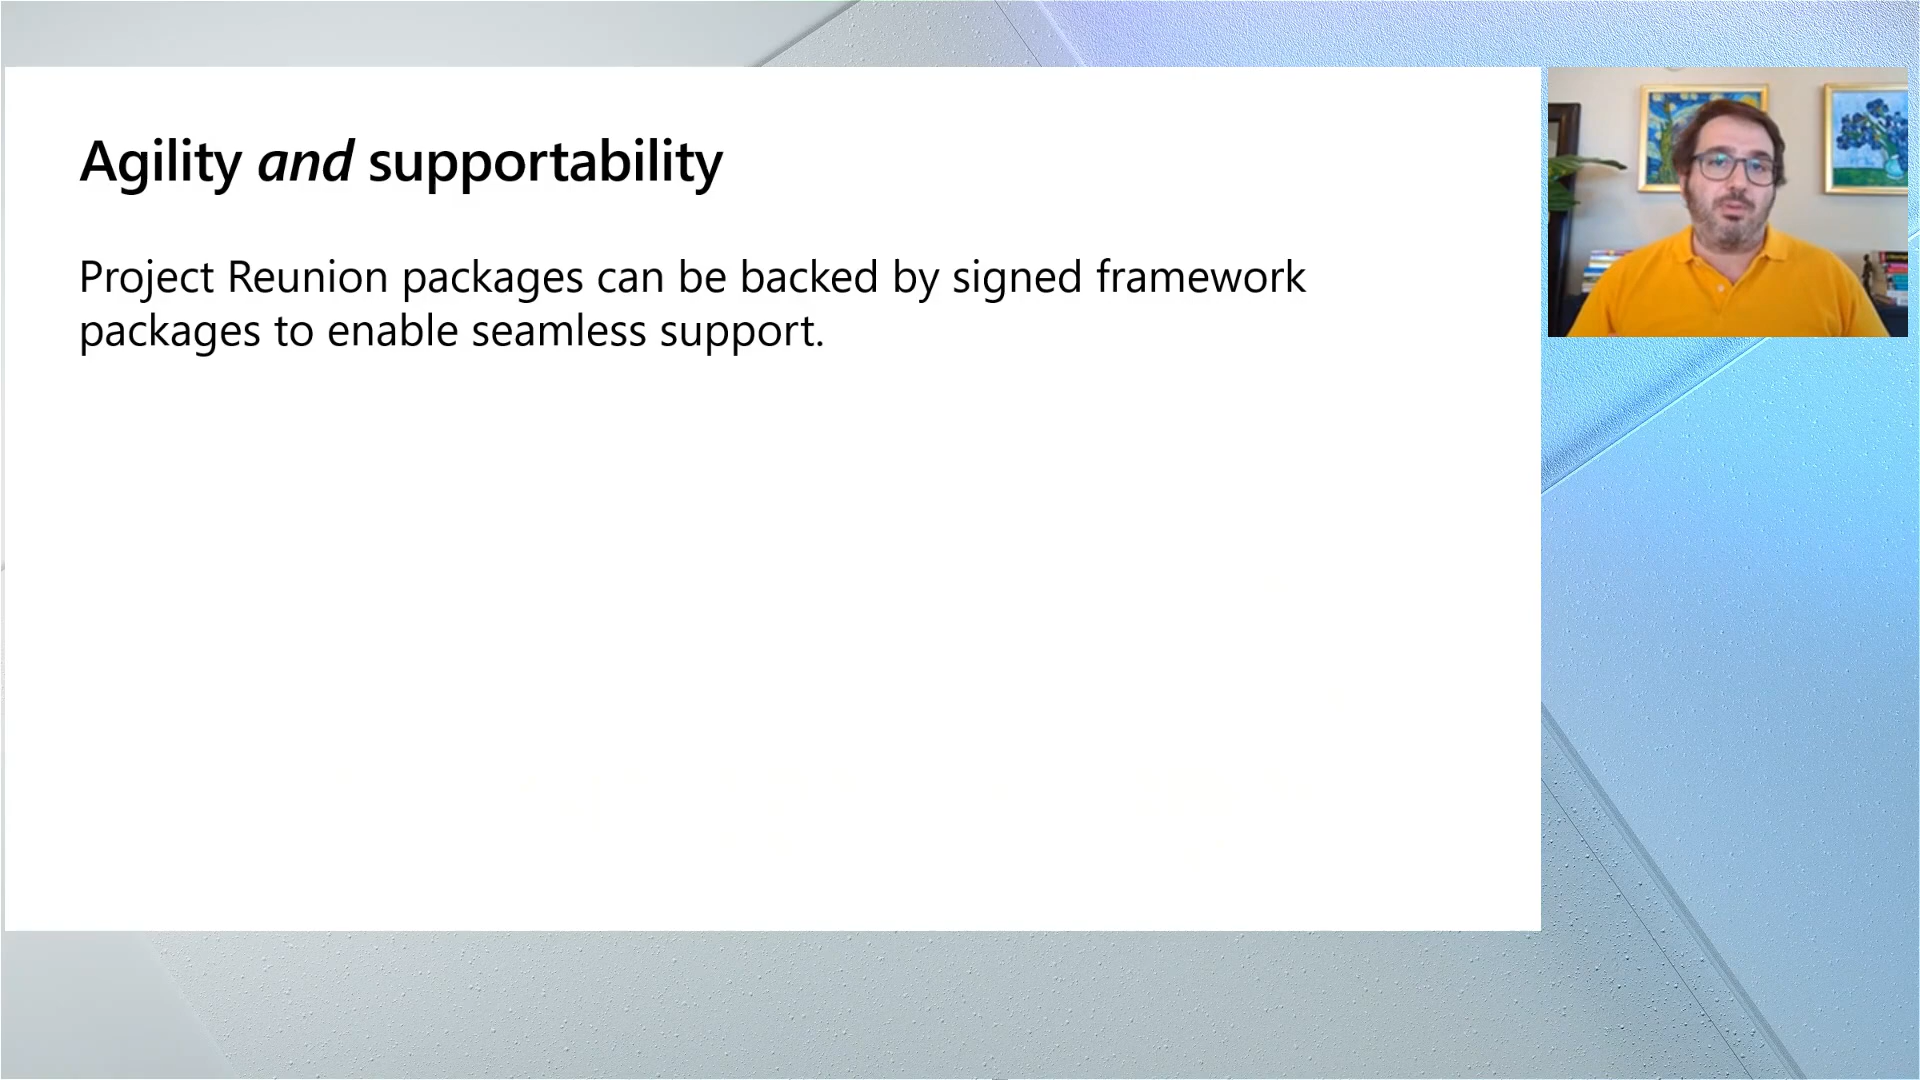 Agility and supportability
Project Reunion packages can be backed by signed framework
packages to enable seamless support.